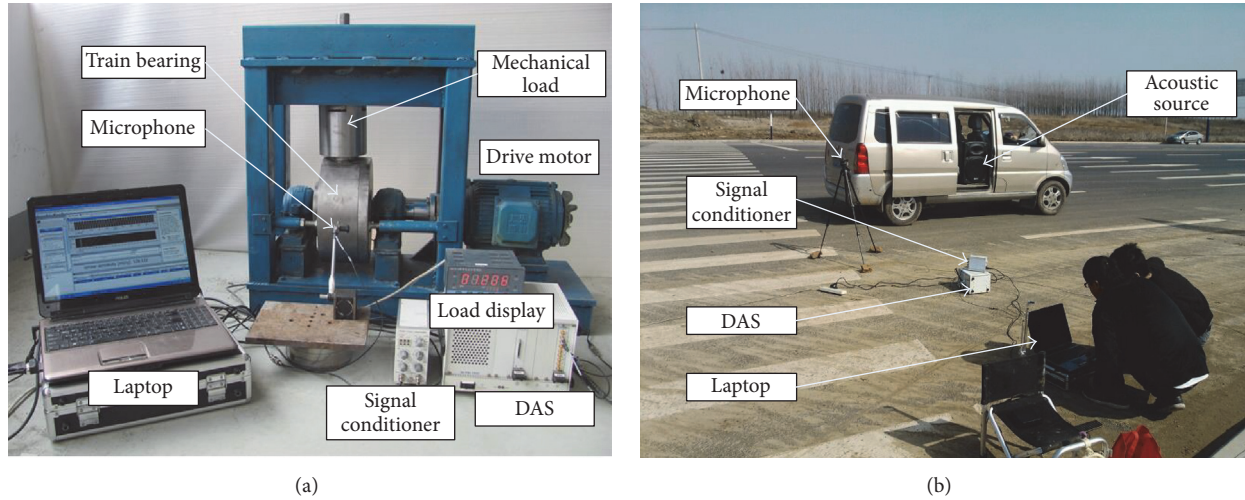 Train bearing
Mechanical
load
Microphone
Drive motor
Load display
Laptop
Signal
conditioner
DAS
(a)
Microphone
Acoustic
source
Signal
conditioner
DAS
Laptop
(b)